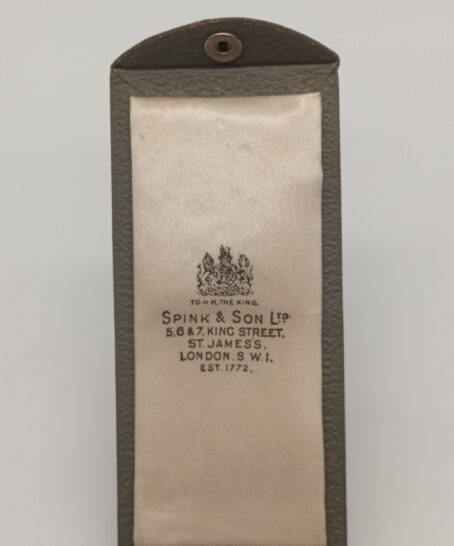 TO H.M. THE KING.
SPINK & SON LTD.
5, 6 & 7, KING STREET,
ST. JAMES'S,
LONDON. S.W.1.
EST. 1772.